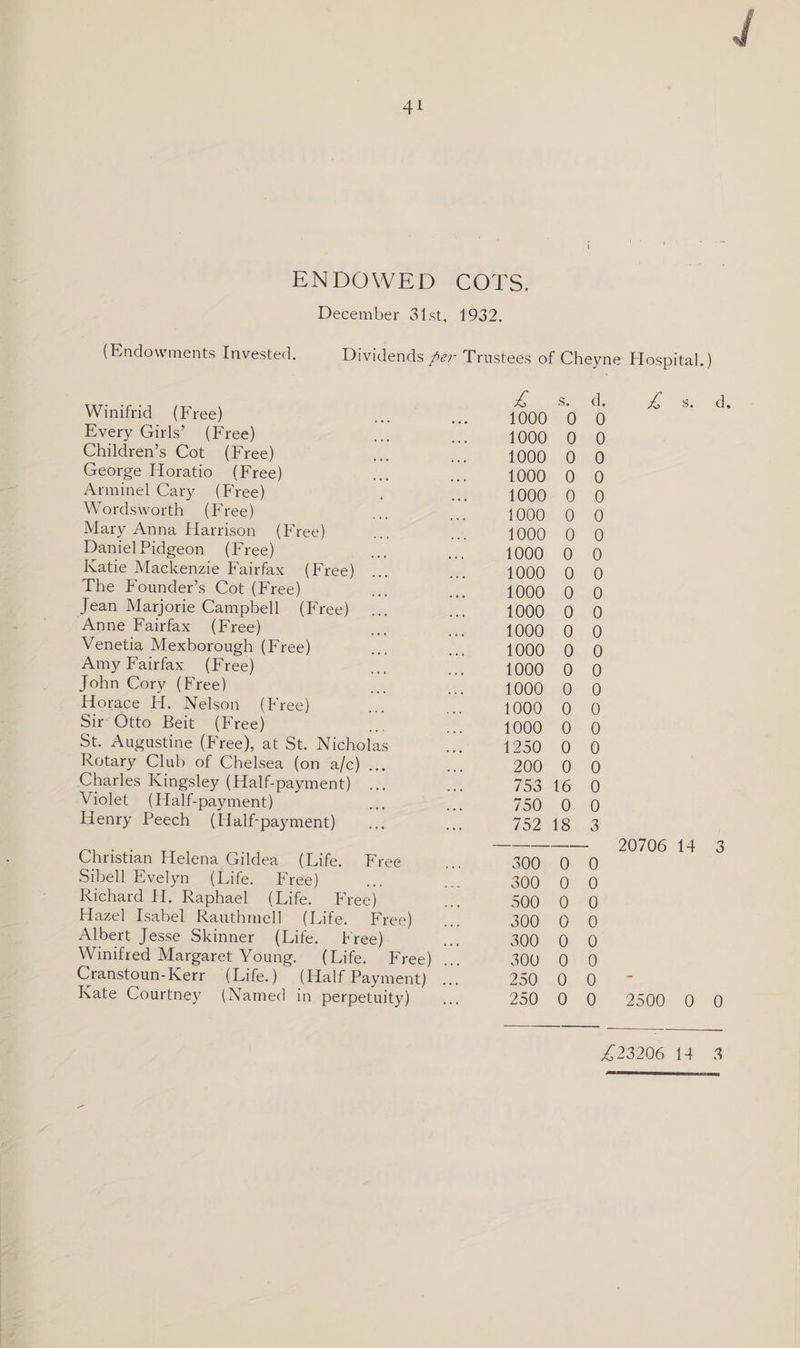 41
ENDOWED COTS.
December 31st, 1932.
(Endowments Invested. Dividends per Trustees of Cheyne Hospital.)
£ s. d. £ s. d.
Winifrid (Free) ... ... 1000 0 0
Every Girls’ (Free) ... ... 1000 0 0
Children’s Cot (Free) ... ... 1000 0 0
George Horatio (Free) ... ... 1000 0 0
Arminel Cary (Free) ... ... 1000 0 0
Wordsworth (Free) ... ... 1000 0 0
Mary Anna Harrison (Free) ... ... 1000 0 0
Daniel Pidgeon (Free) ... ... 1000 0 0
Katie Mackenzie Fairfax (Free) ... ... 1000 0 0
The Founder’s Cot (Free) ... ... 1000 0 0
Jean Marjorie Campbell (Free) ... ... 1000 0 0
Anne Fairfax (Free) ... ... 1000 0 0
Venetia Mexborough (Free) ... ... 1000 0 0
Amy Fairfax (Free) ... ... 1000 0 0
John Cory (Free) ... ... 1000 0 0
Horace H. Nelson (Free) ... ... 1000 0 0
Sir Otto Beit (Free) ... ... 1000 0 0
St. Augustine (Free), at St. Nicholas ... 1250 0 0
Rotary Club of Chelsea (on a/c) ... ... 200 0 0
Charles Kingsley (Half-payment) ... ... 753 16 0
Violet (Half-payment) ... ... 750 0 0
Henry Peech (Half-payment) ... ... 752 18 3
20706 14 3
Christian Helena Gildea (Life. Free ... 300 0 0
Sibell Evelyn (Life. Free) ... ... 300 0 0
Richard H. Raphael (Life. Free) ... 500 0 0
Hazel Isabel Rauthmell (Life. Free) ... 300 0 0
Albert Jesse Skinner (Life. Free) ... 300 0 0
Winifred Margaret Young. (Life. Free) ... 300 0 0
Cranstoun-Kerr (Life.) (Half Payment) ... 250 0 0
Kate Courtney (Named in perpetuity) ... 250 0 0 2500 0 0
£23206 14 3